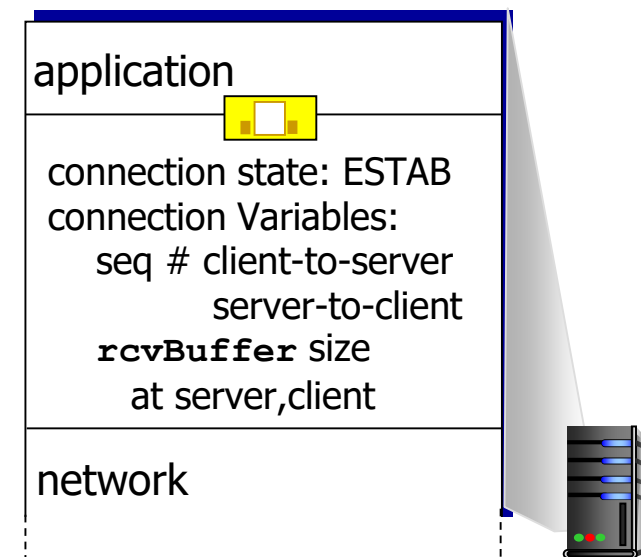 application
connection state: ESTAB
connection Variables:
seq # client-to-server
server-to-client
rcvBuffer size
at server,client
network